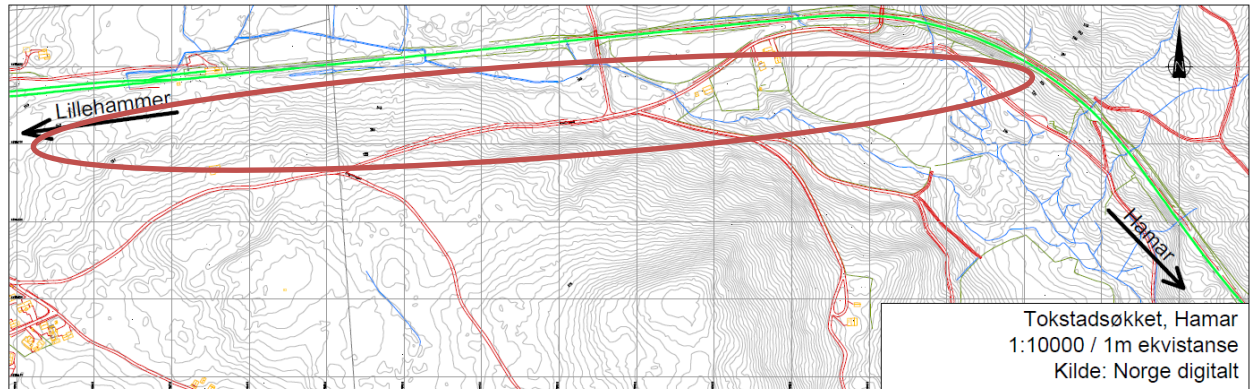 Lillehammer
N
Hamar
Tokstadsøkket, Hamar
1:10000 / 1m ekvistanse
Kilde: Norge digitalt